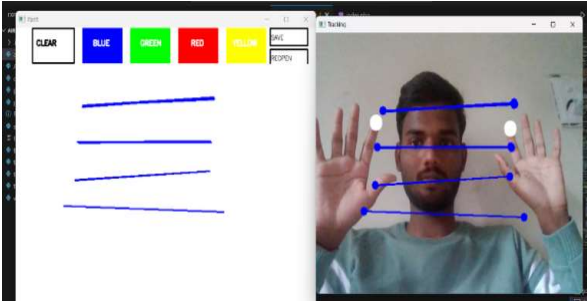 Paint
Tracking
CLEAR
BLUE
GREEN
RED
YELLOW
SAVE
REOPEN